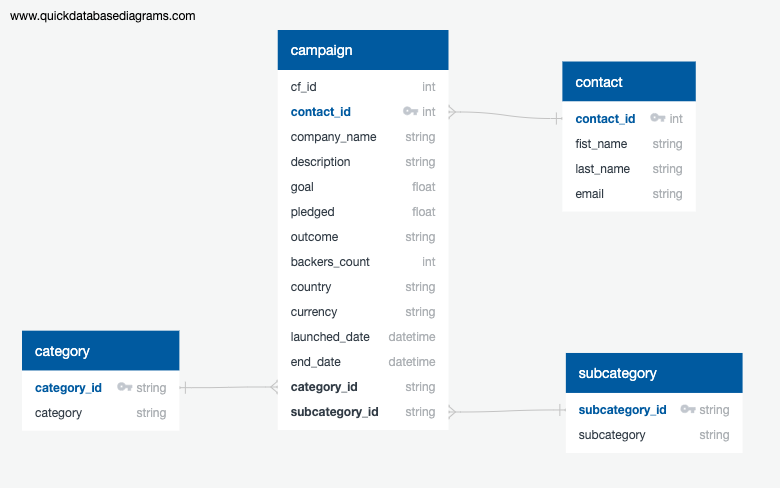 www.quickdatabasediagrams.com
campaign
cf_id int
contact_id int
company_name string
description string
goal float
pledged float
outcome string
backers_count int
country string
currency string
launched_date datetime
end_date datetime
category_id string
subcategory_id string
contact
contact_id int
fist_name string
last_name string
email string
category
category_id string
category string
subcategory
subcategory_id string
subcategory string